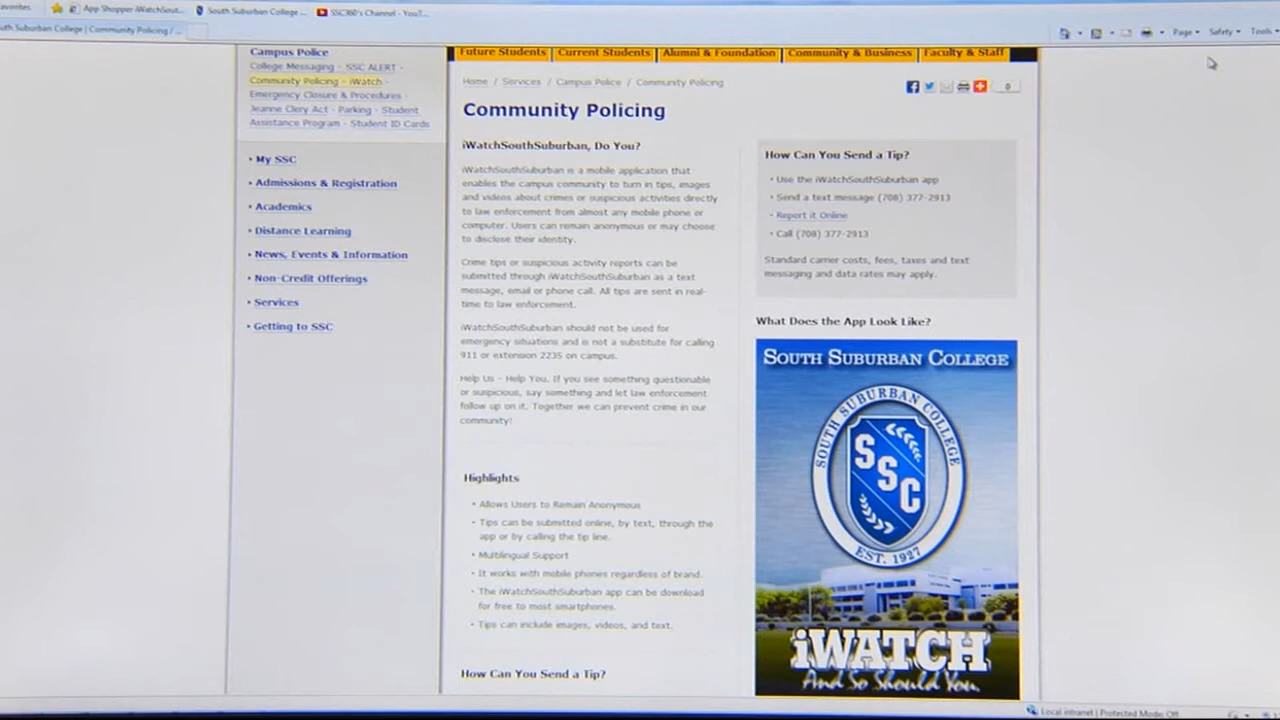 avorites
App Shopper iWatchSout...
South Suburban College ...
SSC360's Channel - YouT...
uth Suburban College | Community Policing / ...
Page
Safety
Tools
Campus Police
College Messaging - SSC ALERT -
Community Policing - iWatch -
Emergency Closure & Procedures -
Jeanne Clery Act - Parking - Student
Assistance Program - Student ID Cards
My SSC
Admissions & Registration
Academics
Distance Learning
News, Events & Information
Non-Credit Offerings
Services
Getting to SSC
Future Students
Current Students
Alumni & Foundation
Community & Business
Faculty & Staff
Home / Services / Campus Police / Community Policing
0
Community Policing
iWatchSouthSuburban, Do You?
iWatchSouthSuburban is a mobile application that
enables the campus community to turn in tips, images
and videos about crimes or suspicious activities directly
to law enforcement from almost any mobile phone or
computer. Users can remain anonymous or may choose
to disclose their identity.
Crime tips or suspicious activity reports can be
submitted through iWatchSouthSuburban as a text
message, email or phone call. All tips are sent in real-
time to law enforcement.
iWatchSouthSuburban should not be used for
emergency situations and is not a substitute for calling
911 or extension 2235 on campus.
Help Us - Help You. If you see something questionable
or suspicious, say something and let law enforcement
follow up on it. Together we can prevent crime in our
community!
Highlights
• Allows Users to Remain Anonymous
• Tips can be submitted online, by text, through the
app or by calling the tip line.
• Multilingual Support
• It works with mobile phones regardless of brand.
• The iWatchSouthSuburban app can be download
for free to most smartphones.
• Tips can include images, videos, and text.
How Can You Send a Tip?
How Can You Send a Tip?
• Use the iWatchSouthSuburban app
• Send a text message (708) 377-2913
• Report it Online
• Call (708) 377-2913
Standard carrier costs, fees, taxes and text
messaging and data rates may apply.
What Does the App Look Like?
SOUTH SUBURBAN COLLEGE
SOUTH SUBURBAN COLLEGE
SSC
EST. 1927
iWATCH
And So Should You.
Local intranet | Protected Mode: Off